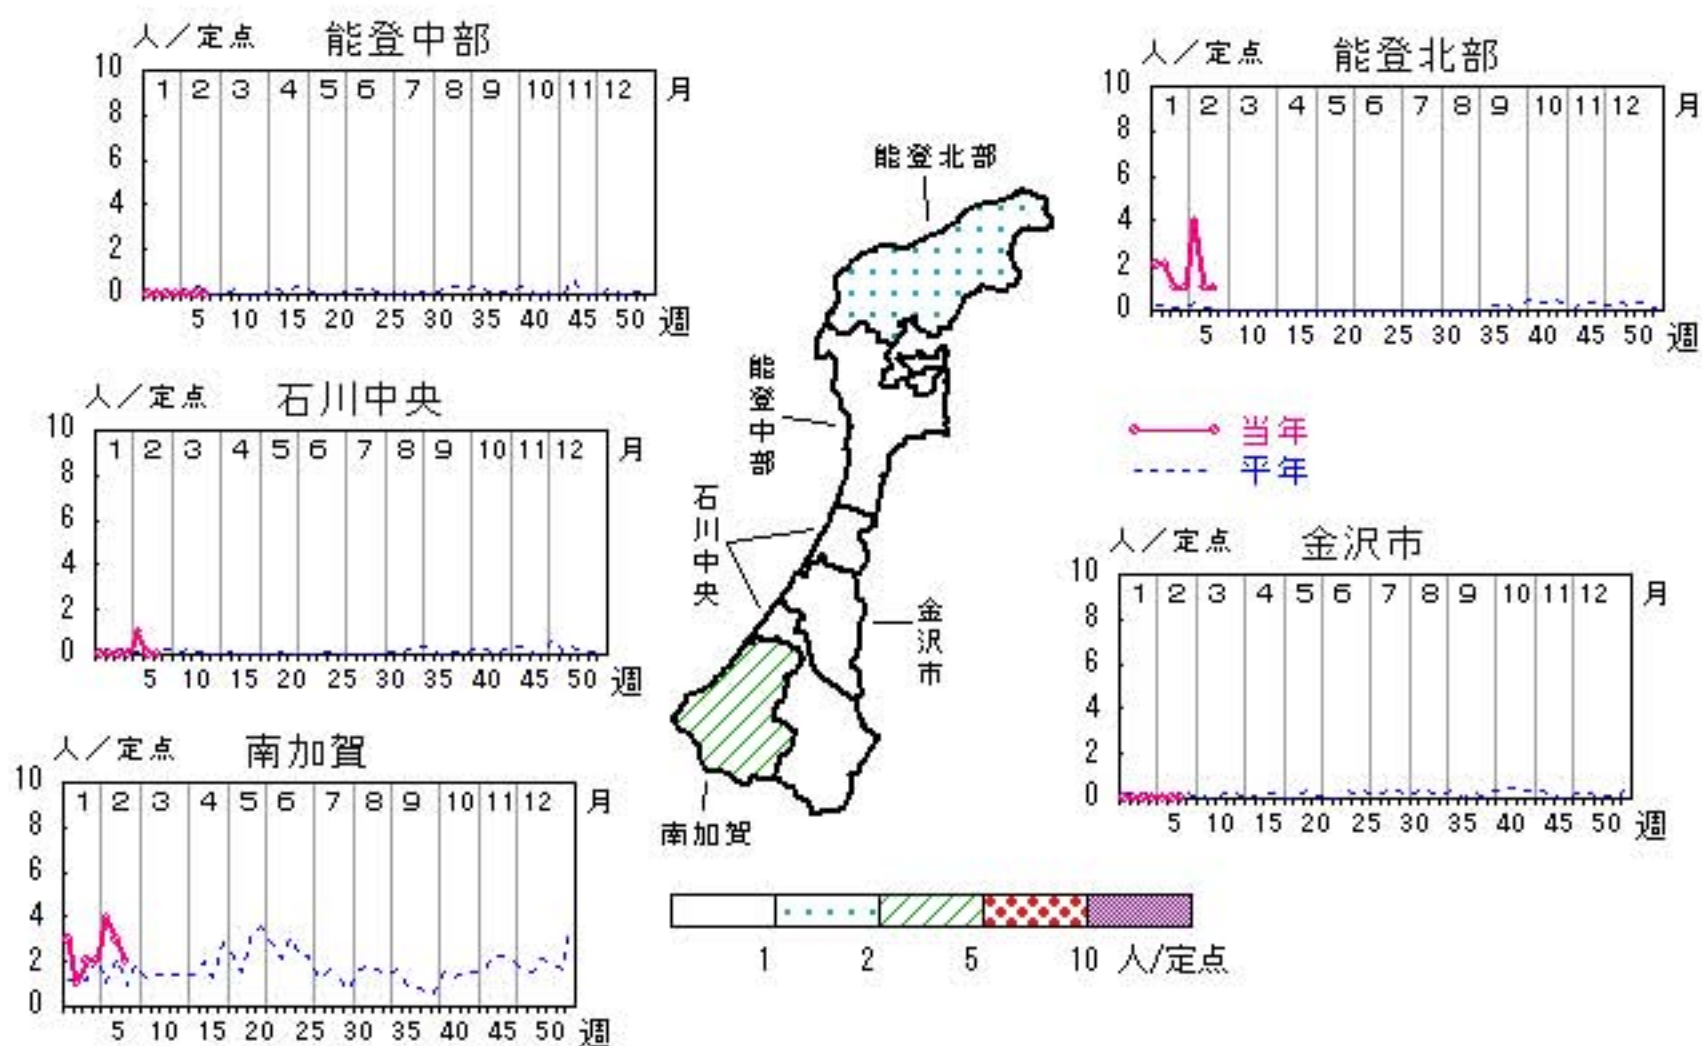 人／定点 能登中部
10 8 6 4 2 0
1 2 3 4 5 6 7 8 9 10 11 12 月
5 10 15 20 25 30 35 40 45 50 週
人／定点 能登北部
10 8 6 4 2 0
1 2 3 4 5 6 7 8 9 10 11 12 月
5 10 15 20 25 30 35 40 45 50 週
人／定点 石川中央
10 8 6 4 2 0
1 2 3 4 5 6 7 8 9 10 11 12 月
5 10 15 20 25 30 35 40 45 50 週
当年
平年
人／定点 金沢市
10 8 6 4 2 0
1 2 3 4 5 6 7 8 9 10 11 12 月
5 10 15 20 25 30 35 40 45 50 週
人／定点 南加賀
10 8 6 4 2 0
1 2 3 4 5 6 7 8 9 10 11 12 月
5 10 15 20 25 30 35 40 45 50 週
能登北部
能登中部
石川中央
金沢市
南加賀
1 2 5 10 人/定点